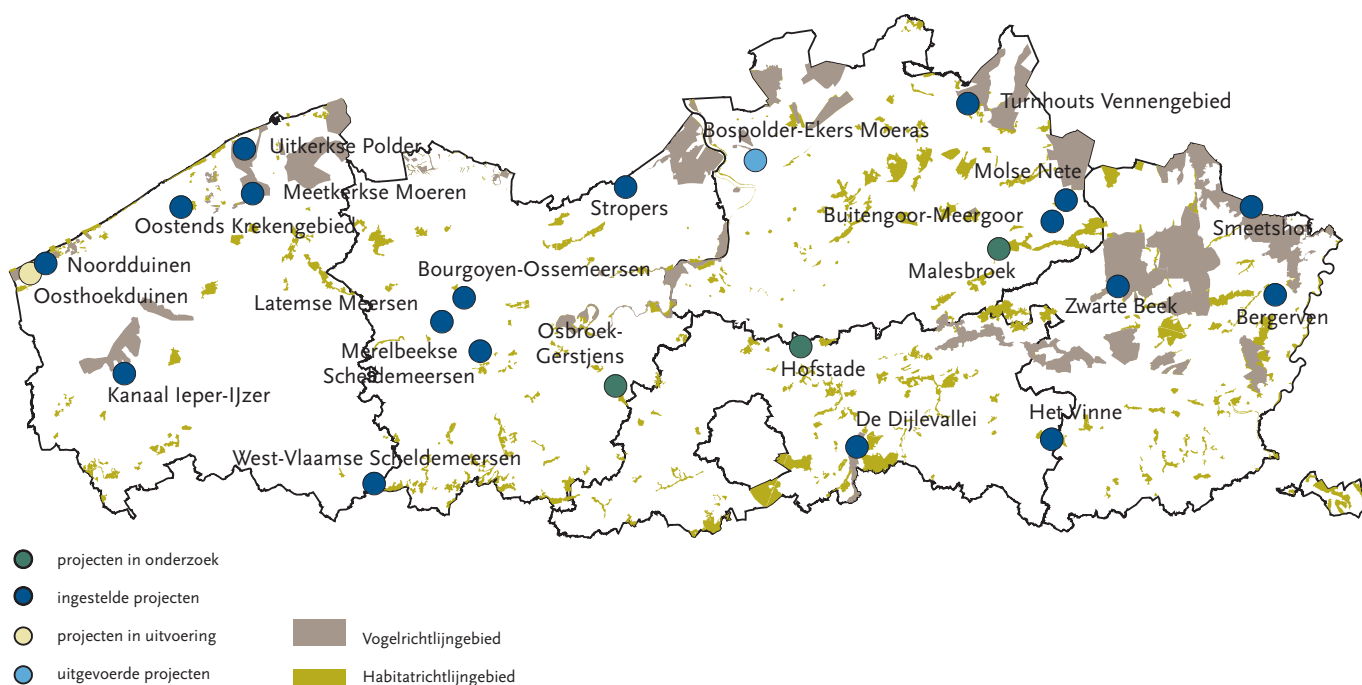 Turnhouts Vennengebied
Bospolder-Ekers Moeras
Uitkerkse Polder
Molse Nete
Meetkerkse Moeren
Stropers
Buitengoor-Meergoor
Oostends Krekengebied
Smeetshof
Noordduinen
Bourgoyen-Ossemeersen
Malesbroek
Oosthoekduinen
Latemse Meersen
Zwarte Beek
Bergerven
Osbroek-
Gerstjens
Merelbeekse
Scheldemeersen
Hofstade
Kanaal Ieper-IJzer
De Dijlevallei
Het Vinne
West-Vlaamse Scheldemeersen
projecten in onderzoek
ingestelde projecten
projecten in uitvoering
uitgevoerde projecten
Vogelrichtlijngebied
Habitatrichtlijngebied